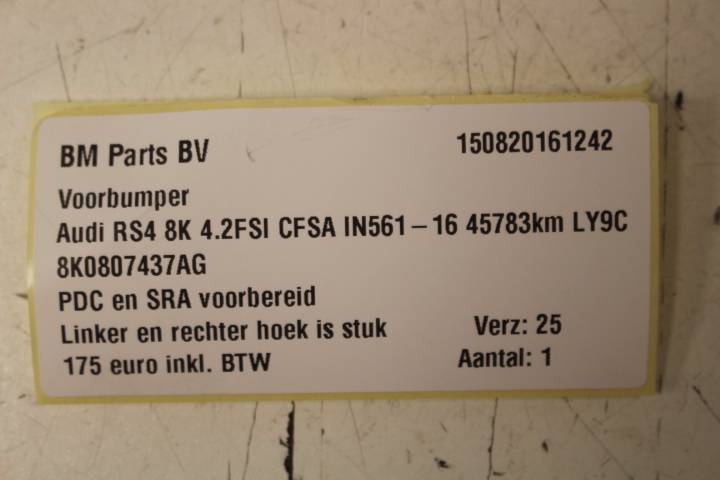 BM Parts BV 150820161242
Voorbumper
Audi RS4 8K 4.2FSI CFSA IN561-16 45783km LY9C
8K0807437AG
PDC en SRA voorbereid
Linker en rechter hoek is stuk Verz: 25
175 euro inkl. BTW Aantal: 1